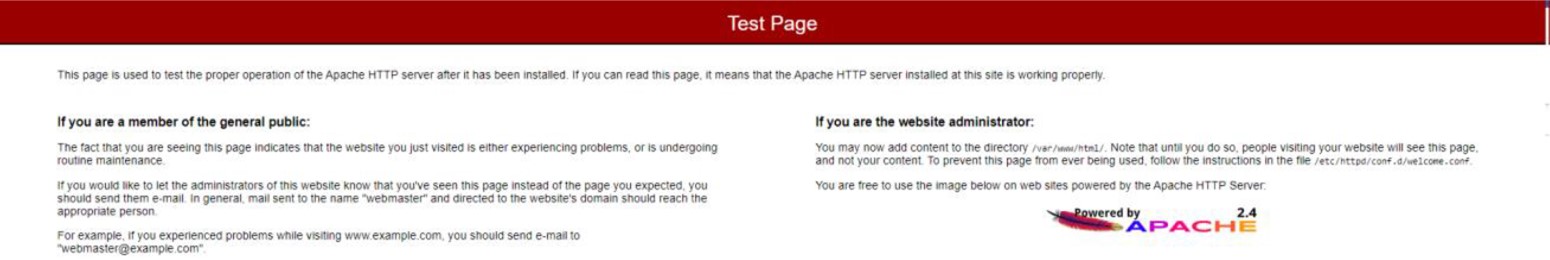 Test Page
This page is used to test the proper operation of the Apache HTTP server after it has been installed. If you can read this page, it means that the Apache HTTP server installed at this site is working properly.
If you are a member of the general public:
The fact that you are seeing this page indicates that the website you just visited is either experiencing problems, or is undergoing
routine maintenance.
If you would like to let the administrators of this website know that you've seen this page instead of the page you expected, you
should send them e-mail. In general, mail sent to the name "webmaster" and directed to the website's domain should reach the
appropriate person.
For example, if you experienced problems while visiting www.example.com, you should send e-mail to
"webmaster@example.com".
If you are the website administrator:
You may now add content to the directory /var/www/html/. Note that until you do so, people visiting your website will see this page,
and not your content. To prevent this page from ever being used, follow the instructions in the file /etc/httpd/conf.d/welcome.conf.
You are free to use the image below on web sites powered by the Apache HTTP Server:
Powered by 2.4
APACHE